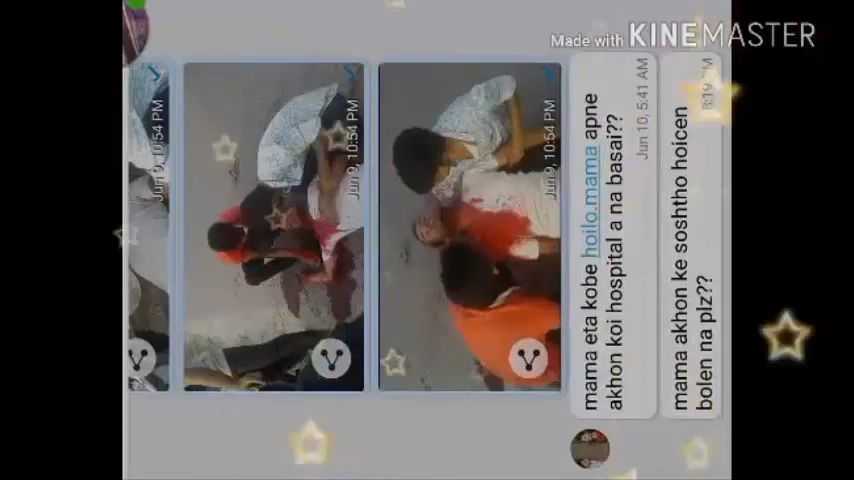 Made with KINEMASTER
Jun 9, 10:54 PM
Jun 9, 10:54 PM
Jun 9, 10:54 PM
mama eta kobe hoilo.mama apne
akhon koi hospital a na basai??
Jun 10, 5:41 AM
mama akhon ke soshtho hoicen
bolen na plz??